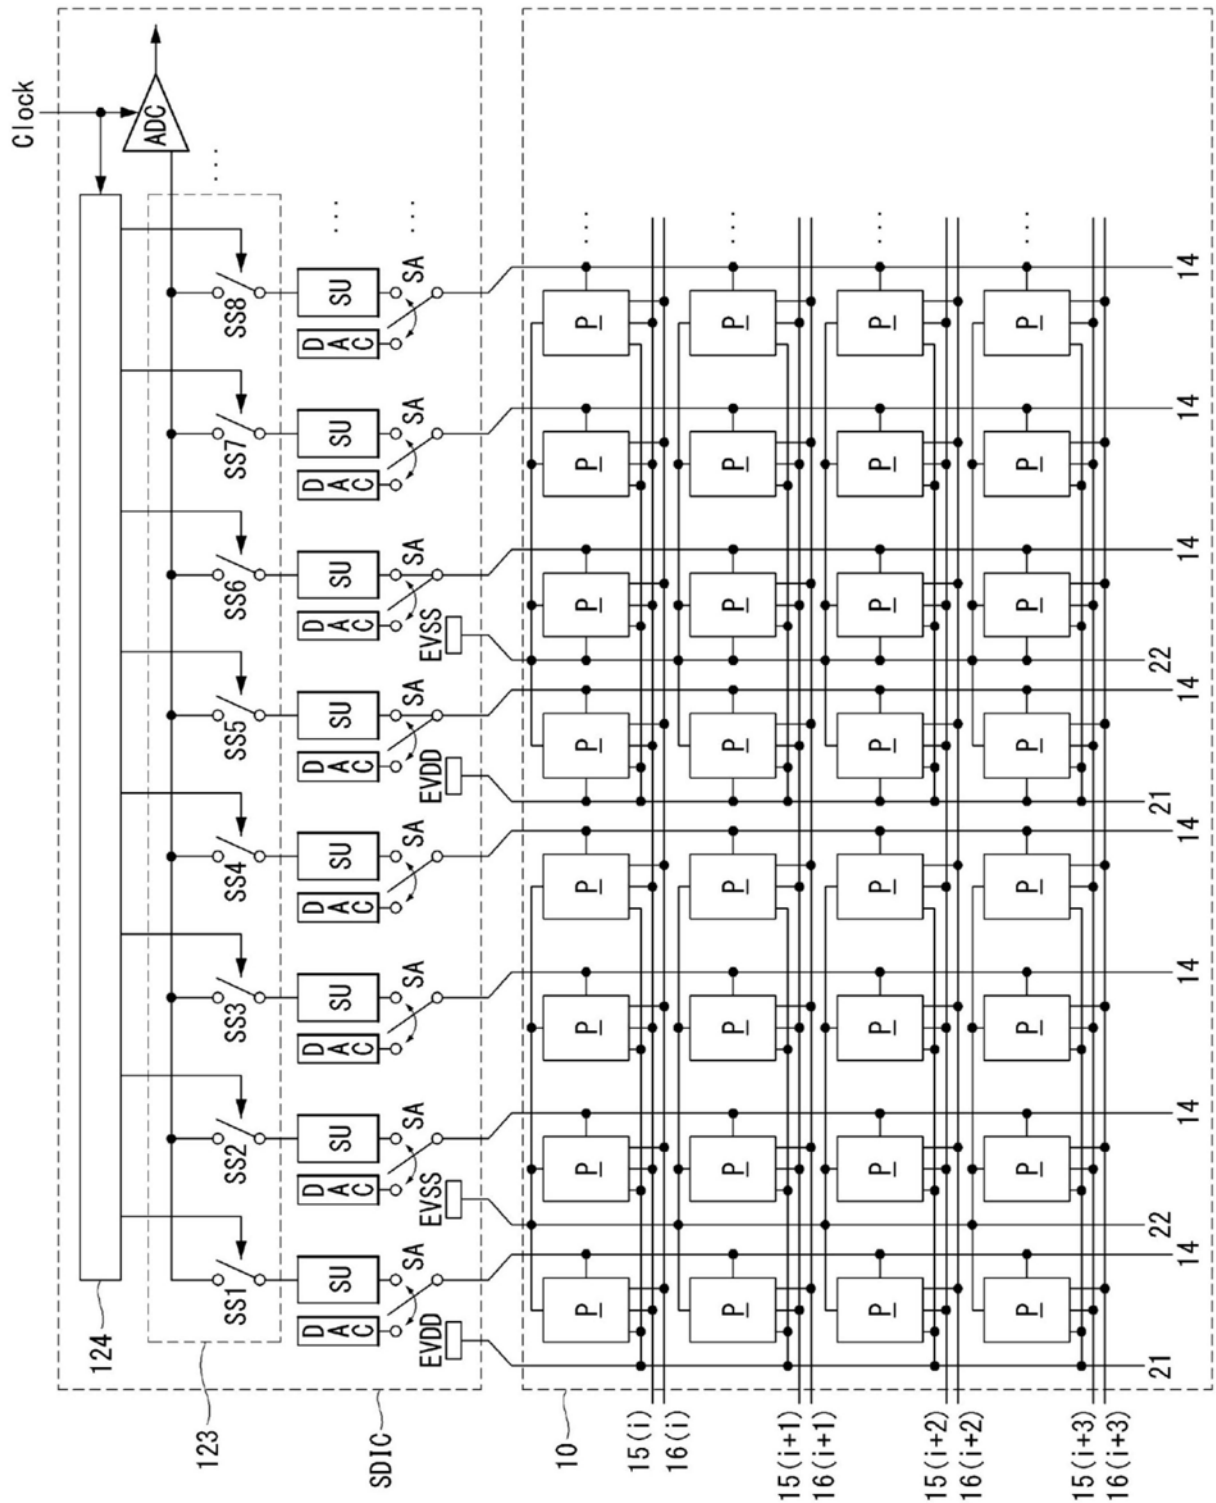 Clock
124
ADC
123
SS1 SS2 SS3 SS4 SS5 SS6 SS7 SS8
DAC SU DAC SU DAC SU DAC SU DAC SU DAC SU DAC SU DAC SU
SDIC
SA SA SA SA SA SA SA SA
EVDD EVSS EVDD EVSS
10
P P P P P P P P
15(i)
16(i)
P P P P P P P P
15(i+1)
16(i+1)
P P P P P P P P
15(i+2)
16(i+2)
P P P P P P P P
15(i+3)
16(i+3)
21 14 22 14 14 14 21 14 22 14 14 14